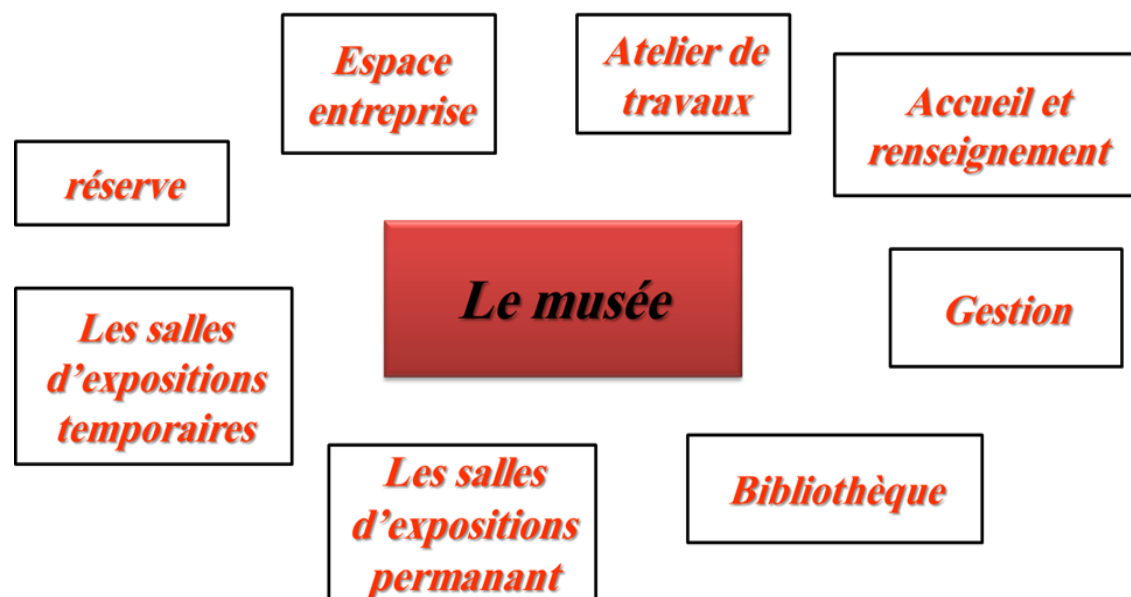 Espace
entreprise
Atelier de
travaux
Accueil et
renseignement
réserve
Le musée
Gestion
Les salles
d’expositions
temporaires
Les salles
d’expositions
permanant
Bibliothèque